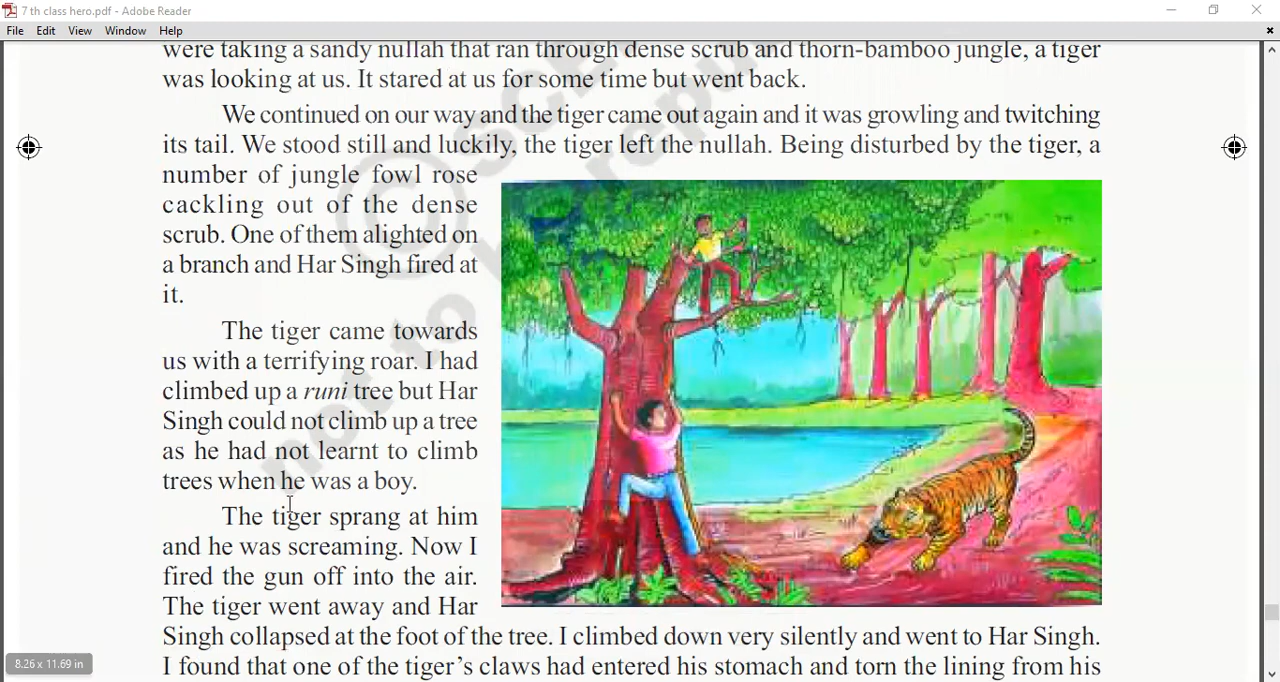 7 th class hero.pdf - Adobe Reader
File Edit View Window Help
were taking a sandy nullah that ran through dense scrub and thorn-bamboo jungle, a tiger
was looking at us. It stared at us for some time but went back.
We continued on our way and the tiger came out again and it was growling and twitching
its tail. We stood still and luckily, the tiger left the nullah. Being disturbed by the tiger, a
number of jungle fowl rose
cackling out of the dense
scrub. One of them alighted on
a branch and Har Singh fired at
it.
The tiger came towards
us with a terrifying roar. I had
climbed up a runi tree but Har
Singh could not climb up a tree
as he had not learnt to climb
trees when he was a boy.
The tiger sprang at him
and he was screaming. Now I
fired the gun off into the air.
The tiger went away and Har
Singh collapsed at the foot of the tree. I climbed down very silently and went to Har Singh.
I found that one of the tiger's claws had entered his stomach and torn the lining from his
8.26 x 11.69 in
© SCE
not to be repu